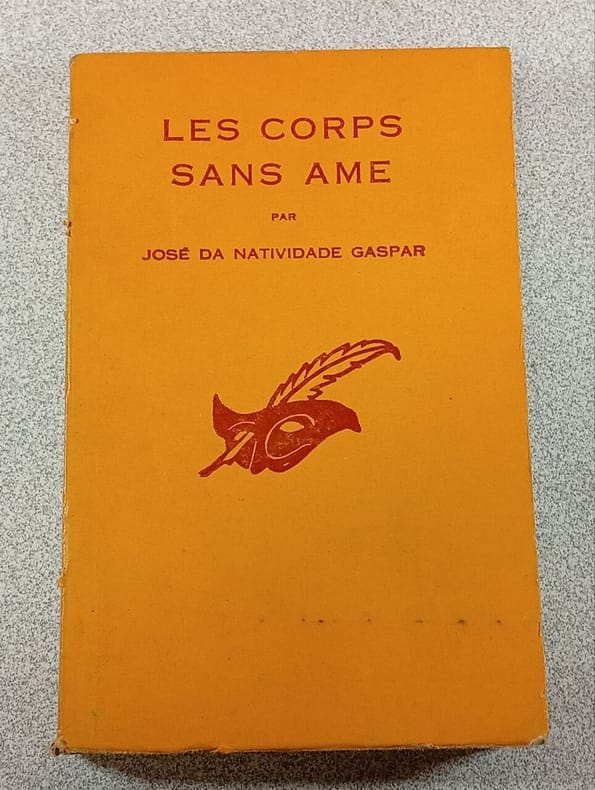 LES CORPS
SANS AME
PAR
JOSÉ DA NATIVIDADE GASPAR